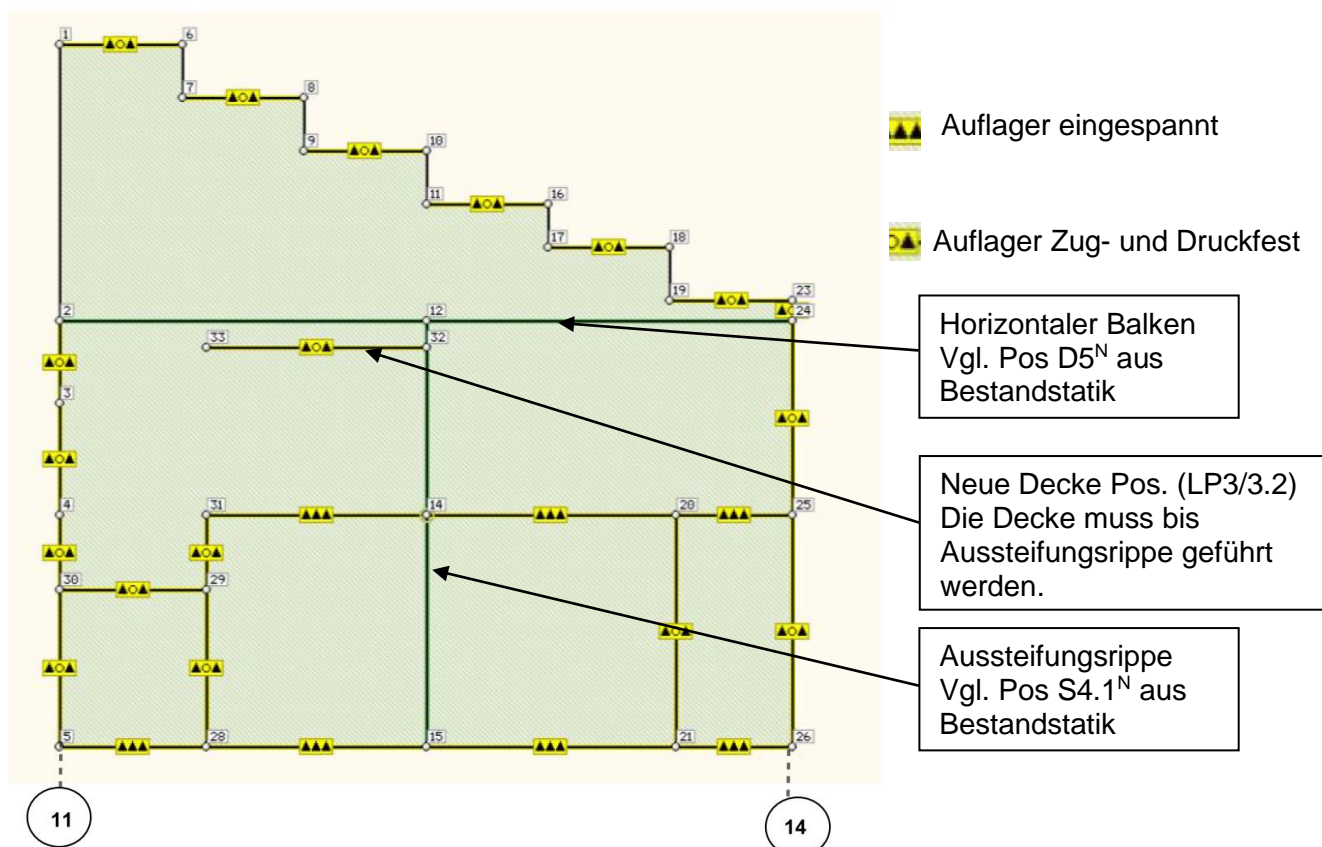 1
6
7
8
9
10
11
16
17
18
19
23
2
12
24
33
32
3
4
31
14
20
25
30
29
5
28
15
21
26
11
14
Auflager eingespannt
Auflager Zug- und Druckfest
Horizontaler Balken
Vgl. Pos D5ᴺ aus
Bestandstatik
Neue Decke Pos. (LP3/3.2)
Die Decke muss bis
Aussteifungsrippe geführt
werden.
Aussteifungsrippe
Vgl. Pos S4.1ᴺ aus
Bestandstatik